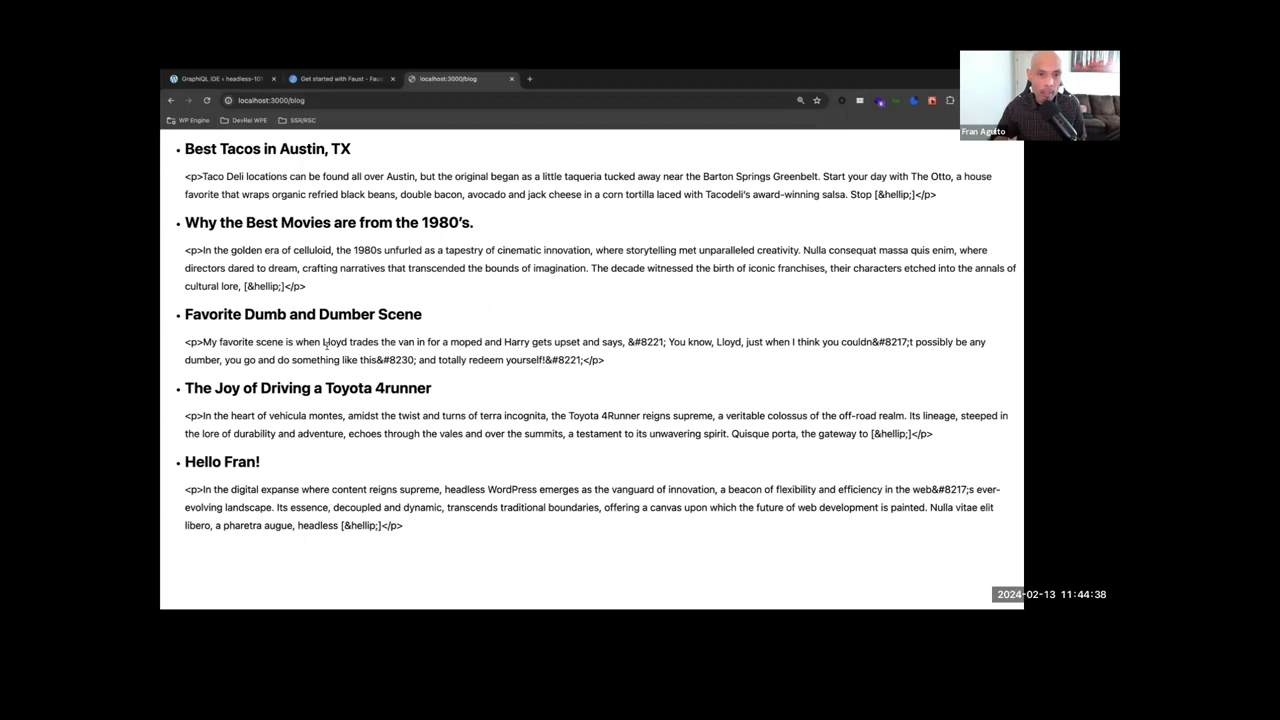 GraphiQL IDE ‹ headless-101
Get started with Faust - Faus
localhost:3000/blog
localhost:3000/blog
WP Engine
DevRel WPE
SSR/RSC
Fran Agulto
Best Tacos in Austin, TX
<p>Taco Deli locations can be found all over Austin, but the original began as a little taqueria tucked away near the Barton Springs Greenbelt. Start your day with The Otto, a house
favorite that wraps organic refried black beans, double bacon, avocado and jack cheese in a corn tortilla laced with Tacodeli's award-winning salsa. Stop [&hellip;]</p>
Why the Best Movies are from the 1980's.
<p>In the golden era of celluloid, the 1980s unfurled as a tapestry of cinematic innovation, where storytelling met unparalleled creativity. Nulla consequat massa quis enim, where
directors dared to dream, crafting narratives that transcended the bounds of imagination. The decade witnessed the birth of iconic franchises, their characters etched into the annals of
cultural lore, [&hellip;]</p>
Favorite Dumb and Dumber Scene
<p>My favorite scene is when Lloyd trades the van in for a moped and Harry gets upset and says, &#8221; You know, Lloyd, just when I think you couldn&#8217;t possibly be any
dumber, you go and do something like this&#8230; and totally redeem yourself!&#8221;</p>
The Joy of Driving a Toyota 4runner
<p>In the heart of vehicula montes, amidst the twist and turns of terra incognita, the Toyota 4Runner reigns supreme, a veritable colossus of the off-road realm. Its lineage, steeped in
the lore of durability and adventure, echoes through the vales and over the summits, a testament to its unwavering spirit. Quisque porta, the gateway to [&hellip;]</p>
Hello Fran!
<p>In the digital expanse where content reigns supreme, headless WordPress emerges as the vanguard of innovation, a beacon of flexibility and efficiency in the web&#8217;s ever-
evolving landscape. Its essence, decoupled and dynamic, transcends traditional boundaries, offering a canvas upon which the future of web development is painted. Nulla vitae elit
libero, a pharetra augue, headless [&hellip;]</p>
2024-02-13 11:44:38